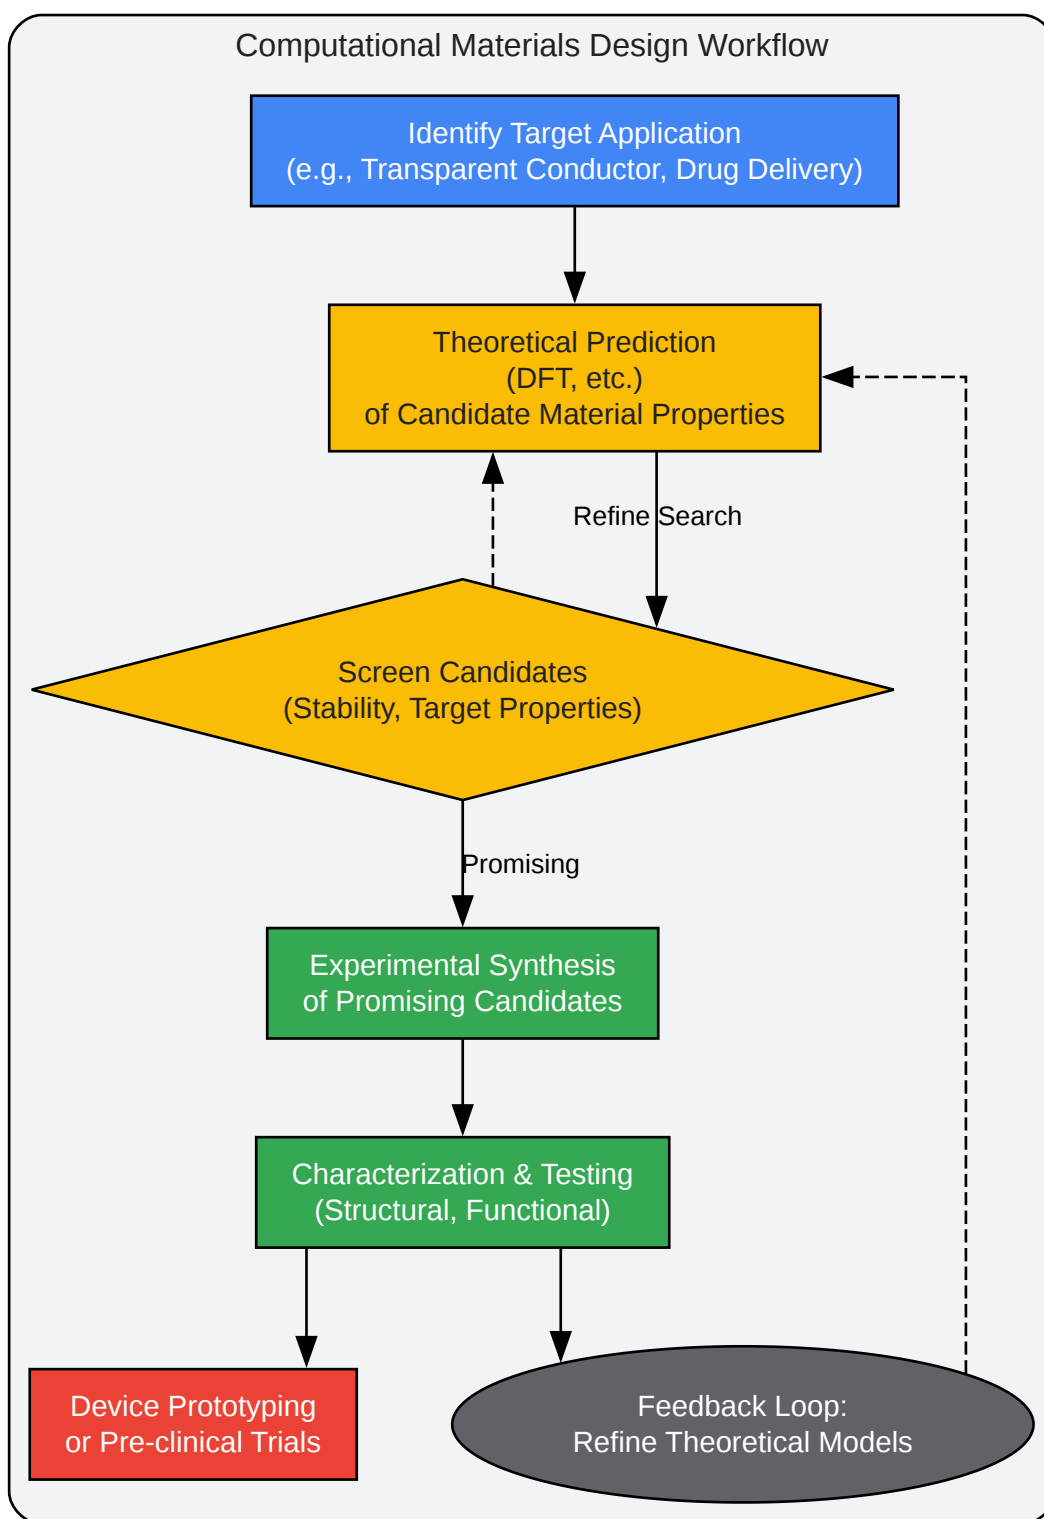 Computational Materials Design Workflow
Identify Target Application
(e.g., Transparent Conductor, Drug Delivery)
Theoretical Prediction
(DFT, etc.)
of Candidate Material Properties
Refine Search
Screen Candidates
(Stability, Target Properties)
Promising
Experimental Synthesis
of Promising Candidates
Characterization & Testing
(Structural, Functional)
Device Prototyping
or Pre-clinical Trials
Feedback Loop:
Refine Theoretical Models